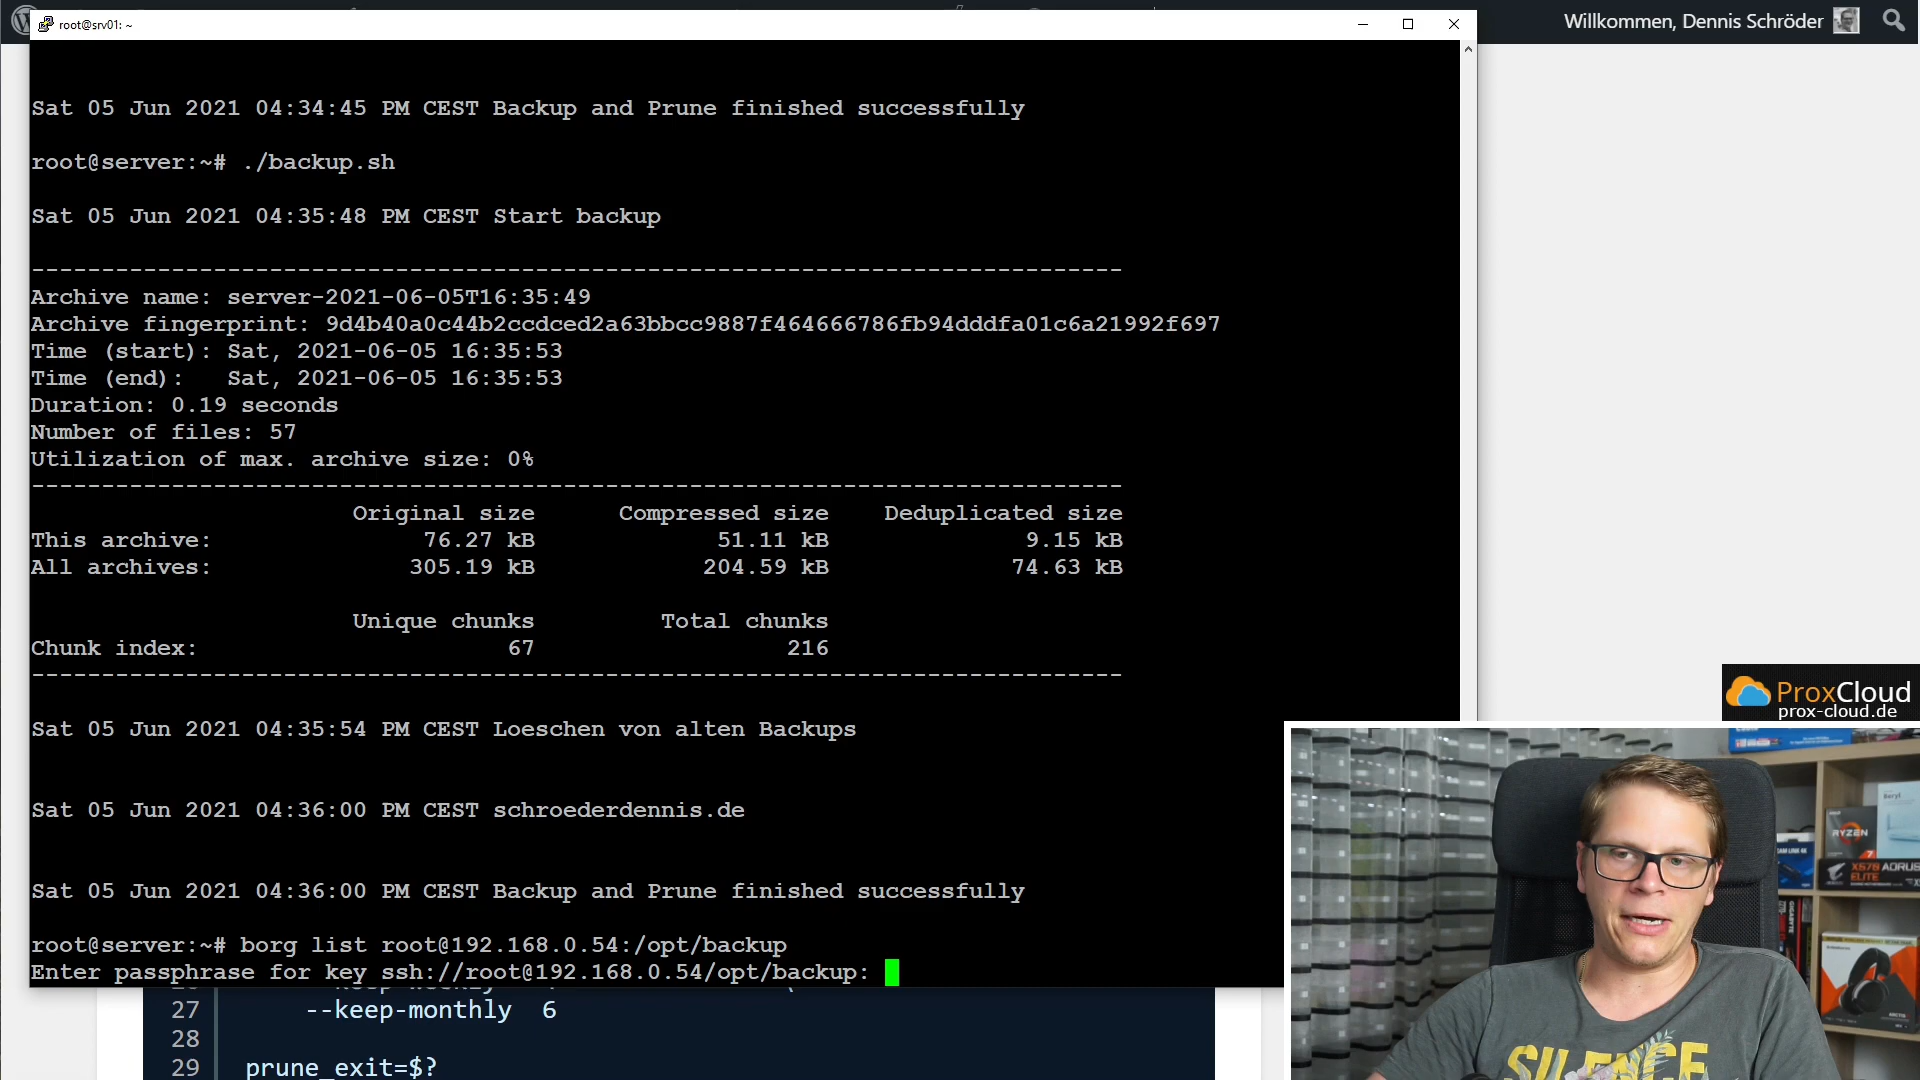 root@srv01: ~
Willkommen, Dennis Schröder
Sat 05 Jun 2021 04:34:45 PM CEST Backup and Prune finished successfully
root@server:~# ./backup.sh
Sat 05 Jun 2021 04:35:48 PM CEST Start backup
------------------------------------------------------------------------------
Archive name: server-2021-06-05T16:35:49
Archive fingerprint: 9d4b40a0c44b2ccdced2a63bbcc9887f464666786fb94dddfa01c6a21992f697
Time (start): Sat, 2021-06-05 16:35:53
Time (end):   Sat, 2021-06-05 16:35:53
Duration: 0.19 seconds
Number of files: 57
Utilization of max. archive size: 0%
------------------------------------------------------------------------------
Original size Compressed size Deduplicated size
This archive: 76.27 kB 51.11 kB 9.15 kB
All archives: 305.19 kB 204.59 kB 74.63 kB
Unique chunks Total chunks
Chunk index: 67 216
------------------------------------------------------------------------------
Sat 05 Jun 2021 04:35:54 PM CEST Loeschen von alten Backups
Sat 05 Jun 2021 04:36:00 PM CEST schroederdennis.de
Sat 05 Jun 2021 04:36:00 PM CEST Backup and Prune finished successfully
root@server:~# borg list root@192.168.0.54:/opt/backup
Enter passphrase for key ssh://root@192.168.0.54/opt/backup:
27 --keep-monthly 6
28
29 prune_exit=$?
ProxCloud
prox-cloud.de
RYZEN
7
X570 AORUS
ELITE
SILENCE